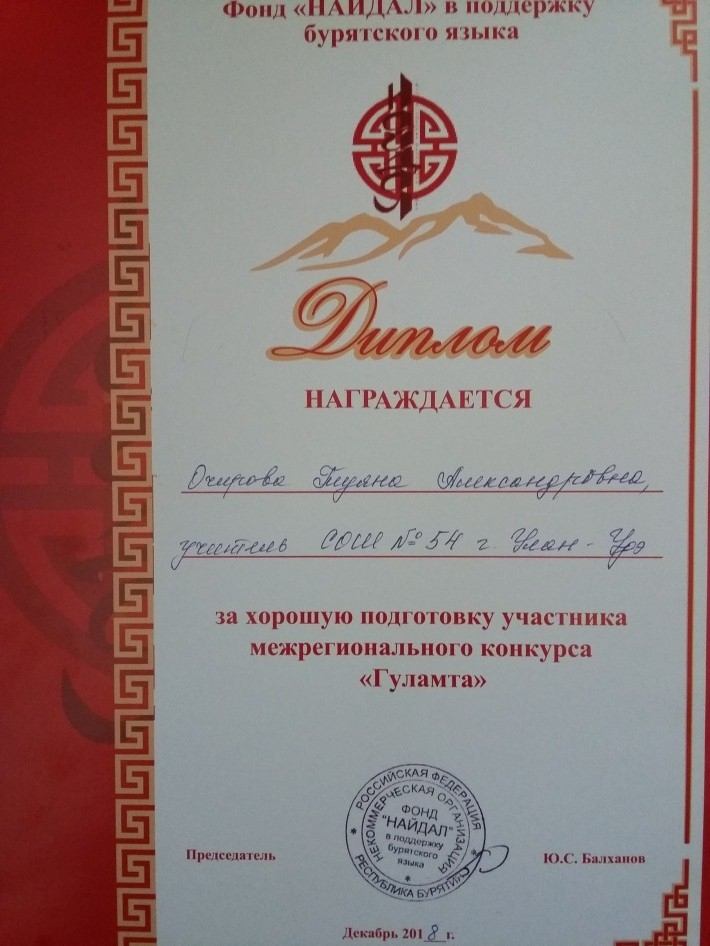 Фонд «НАЙДАЛ» в поддержку
бурятского языка
Диплом
НАГРАЖДАЕТСЯ
Очирова Туяна Александровна,
учитель СОШ № 54 г. Улан-Удэ
за хорошую подготовку участника
межрегионального конкурса
«Гуламта»
РОССИЙСКАЯ ФЕДЕРАЦИЯ
НЕКОММЕРЧЕСКАЯ ОРГАНИЗАЦИЯ
ФОНД
"НАЙДАЛ"
в поддержку
бурятского
языка
РЕСПУБЛИКА БУРЯТИЯ
Председатель
Ю.С. Балханов
Декабрь 2018 г.